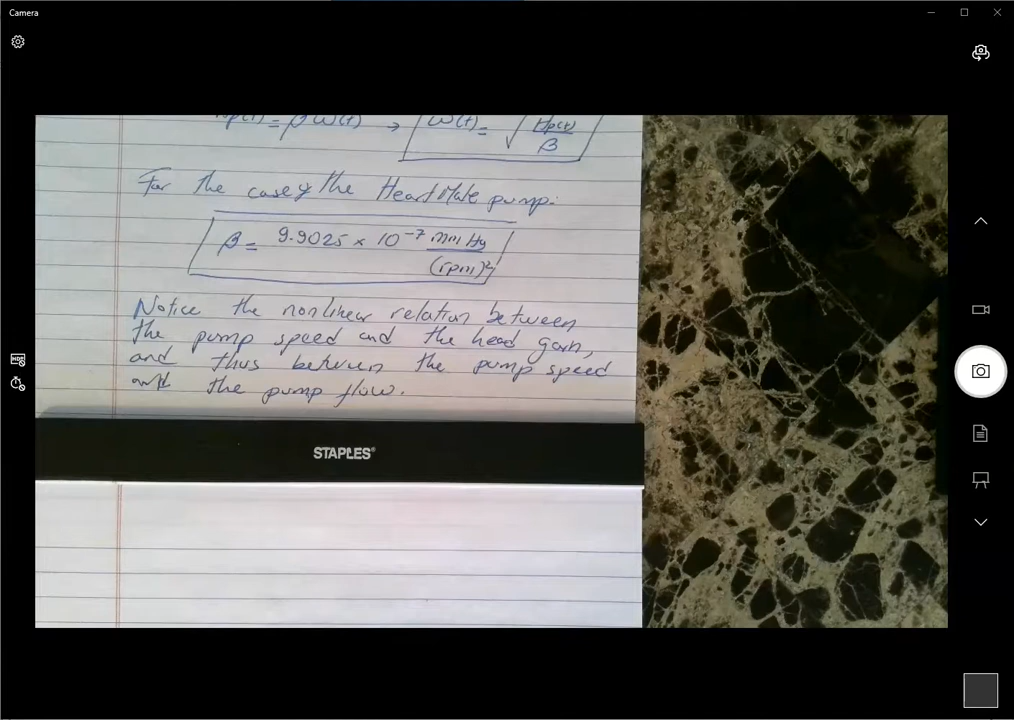 Camera
Hp(t) = β ω²(t) → ω(t) = √ Hp(t) / β
For the case of the HeartMate pump:
β = 9.9025 × 10⁻⁷ mmHg / (rpm)²
Notice the nonlinear relation between
the pump speed and the head gain,
and thus between the pump speed
and the pump flow.
STAPLES®